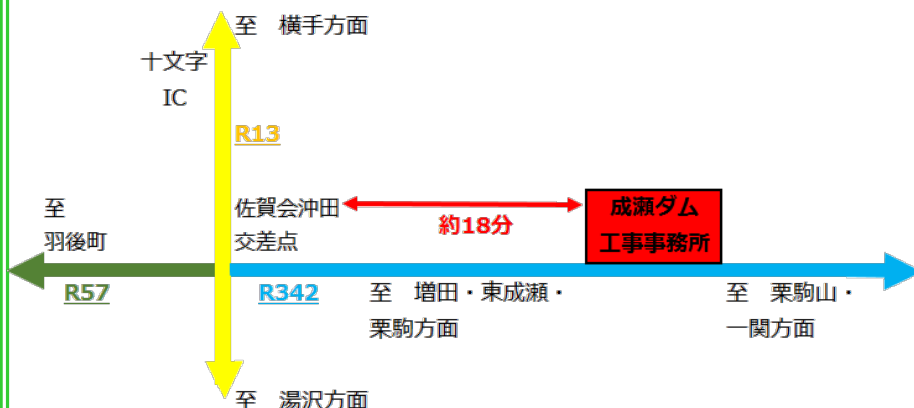 至　横手方面
十文字
IC
R13
至
羽後町
佐賀会沖田
交差点
約18分
成瀬ダム
工事事務所
R57
R342
至　増田・東成瀬・
栗駒方面
至　栗駒山・
一関方面
至　湯沢方面